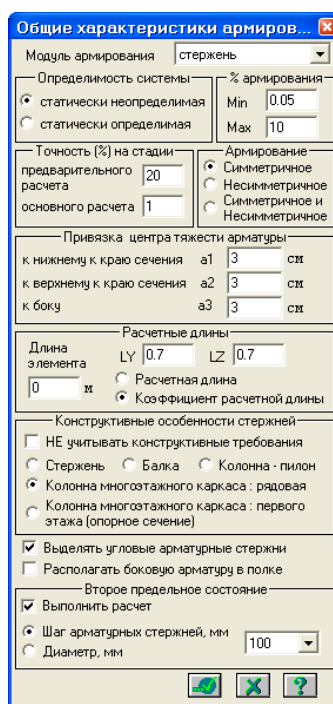 Общие характеристики армиров...
Модуль армирования стержень
Определимость системы
статически неопределимая
статически определимая
% армирования
Min 0.05
Max 10
Точность (%) на стадии
предварительного расчета 20
основного расчета 1
Армирование
Симметричное
Несимметричное
Симметричное и
Несимметричное
Привязка центра тяжести арматуры
к нижнему к краю сечения a1 3 см
к верхнему к краю сечения a2 3 см
к боку a3 3 см
Расчетные длины
Длина
элемента
0 м
LY 0.7 LZ 0.7
Расчетная длина
Коэффициент расчетной длины
Конструктивные особенности стержней
НЕ учитывать конструктивные требования
Стержень Балка Колонна - пилон
Колонна многоэтажного каркаса : рядовая
Колонна многоэтажного каркаса : первого
этажа (опорное сечение)
Выделять угловые арматурные стержни
Располагать боковую арматуру в полке
Второе предельное состояние
Выполнить расчет
Шаг арматурных стержней, мм
Диаметр, мм
100
?